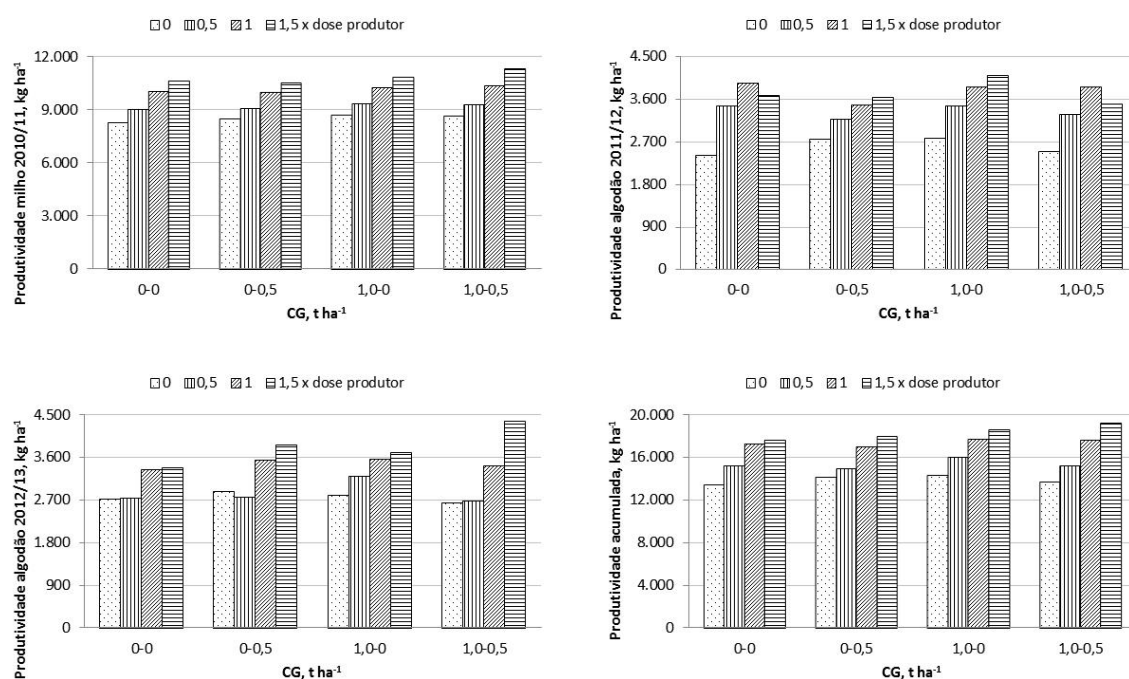 0 0,5 1 1,5 x dose produtor
Produtividade milho 2010/11, kg ha-1
12.000
9.000
6.000
3.000
0
0-0 0-0,5 1,0-0 1,0-0,5
CG, t ha-1
0 0,5 1 1,5 x dose produtor
Produtividade algodão 2011/12, kg ha-1
4.500
3.600
2.700
1.800
900
0
0-0 0-0,5 1,0-0 1,0-0,5
CG, t ha-1
0 0,5 1 1,5 x dose produtor
Produtividade algodão 2012/13, kg ha-1
4.500
3.600
2.700
1.800
900
0
0-0 0-0,5 1,0-0 1,0-0,5
CG, t ha-1
0 0,5 1 1,5 x dose produtor
Produtividade acumulada, kg ha-1
20.000
16.000
12.000
8.000
4.000
0
0-0 0-0,5 1,0-0 1,0-0,5
CG, t ha-1